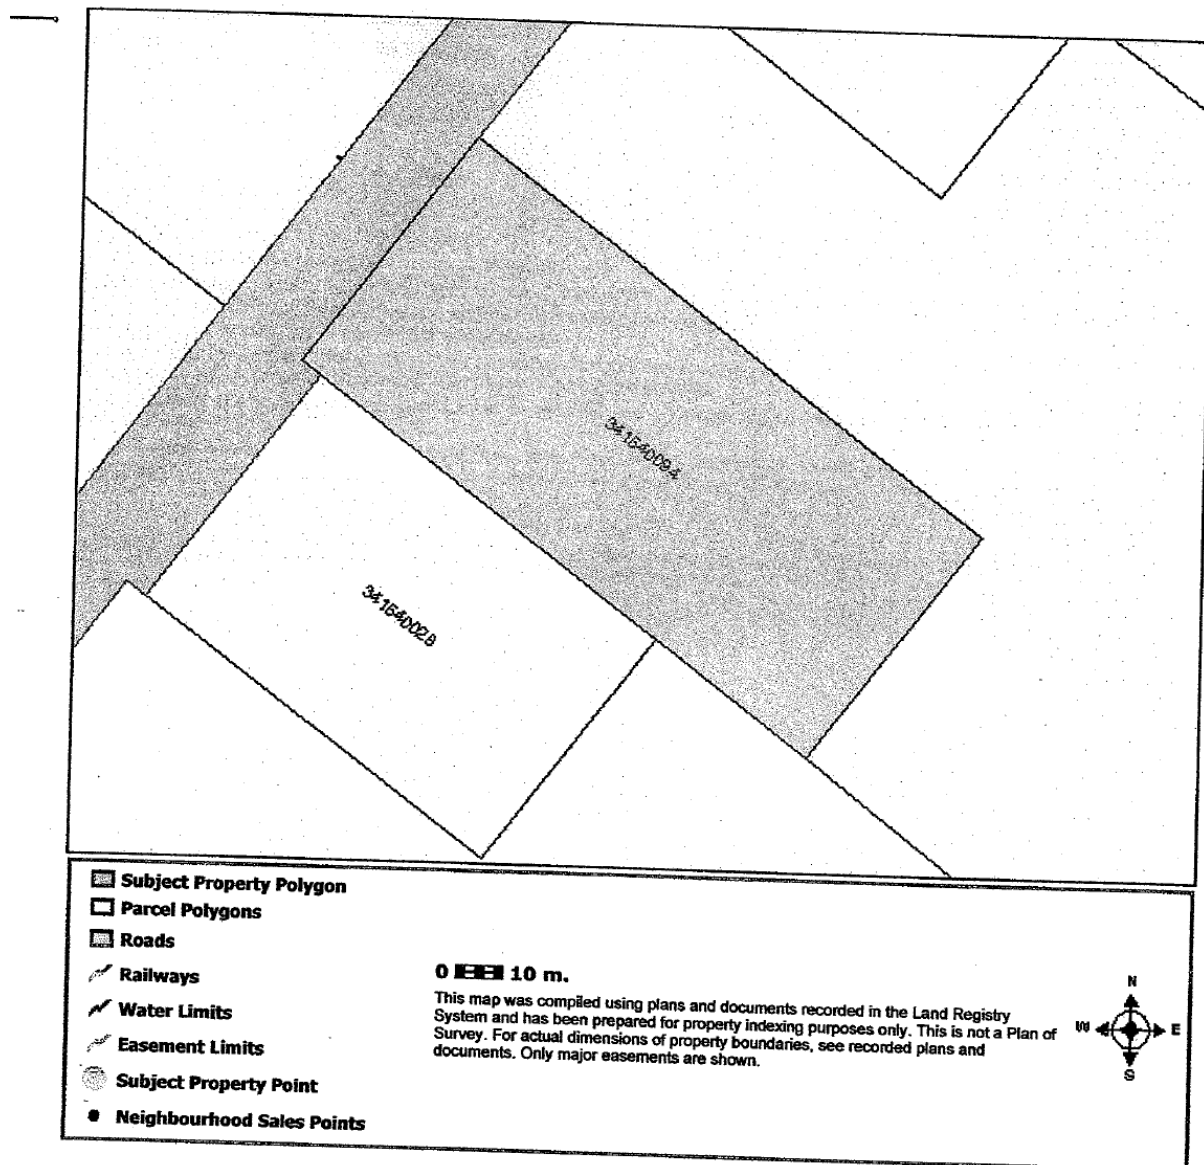 341540094
341540028
Subject Property Polygon
Parcel Polygons
Roads
Railways
Water Limits
Easement Limits
Subject Property Point
Neighbourhood Sales Points
0 10 m.
This map was compiled using plans and documents recorded in the Land Registry
System and has been prepared for property indexing purposes only. This is not a Plan of
Survey. For actual dimensions of property boundaries, see recorded plans and
documents. Only major easements are shown.
N
W E
S